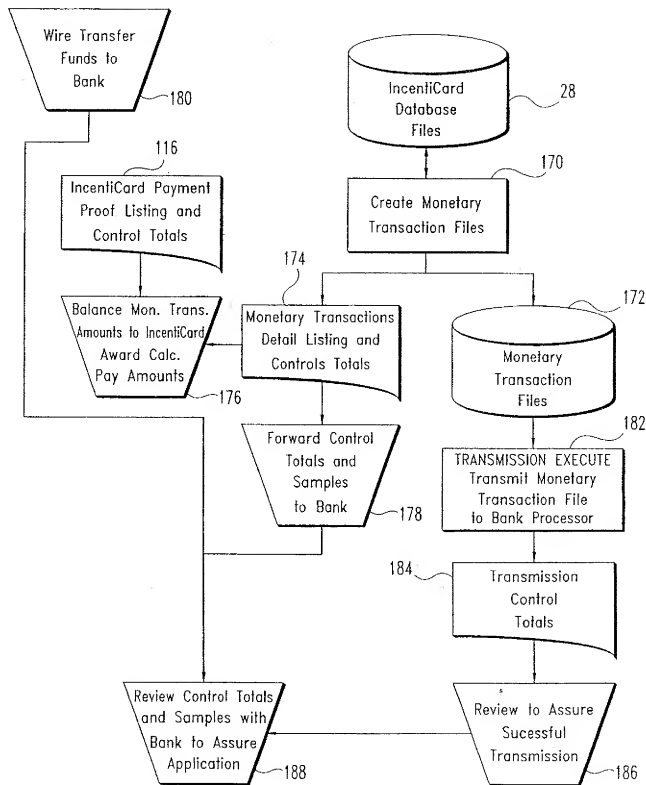 Wire Transfer
Funds to
Bank
180
IncentiCard
Database
Files
28
116
IncentiCard Payment
Proof Listing and
Control Totals
170
Create Monetary
Transaction Files
174
172
Balance Mon. Trans.
Amounts to IncentiCard
Award Calc.
Pay Amounts
176
Monetary Transactions
Detail Listing and
Controls Totals
Monetary
Transaction
Files
182
Forward Control
Totals and
Samples
to Bank
178
TRANSMISSION EXECUTE
Transmit Monetary
Transaction File
to Bank Processor
184
Transmission
Control
Totals
Review Control Totals
and Samples with
Bank to Assure
Application
188
Review to Assure
Sucessful
Transmission
186